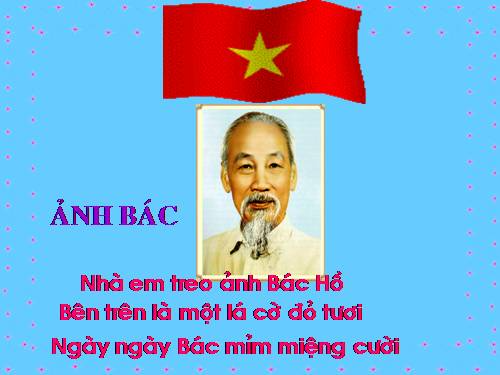 ẢNH BÁC
Nhà em treo ảnh Bác Hồ
Bên trên là một lá cờ đỏ tươi
Ngày ngày Bác mỉm miệng cười